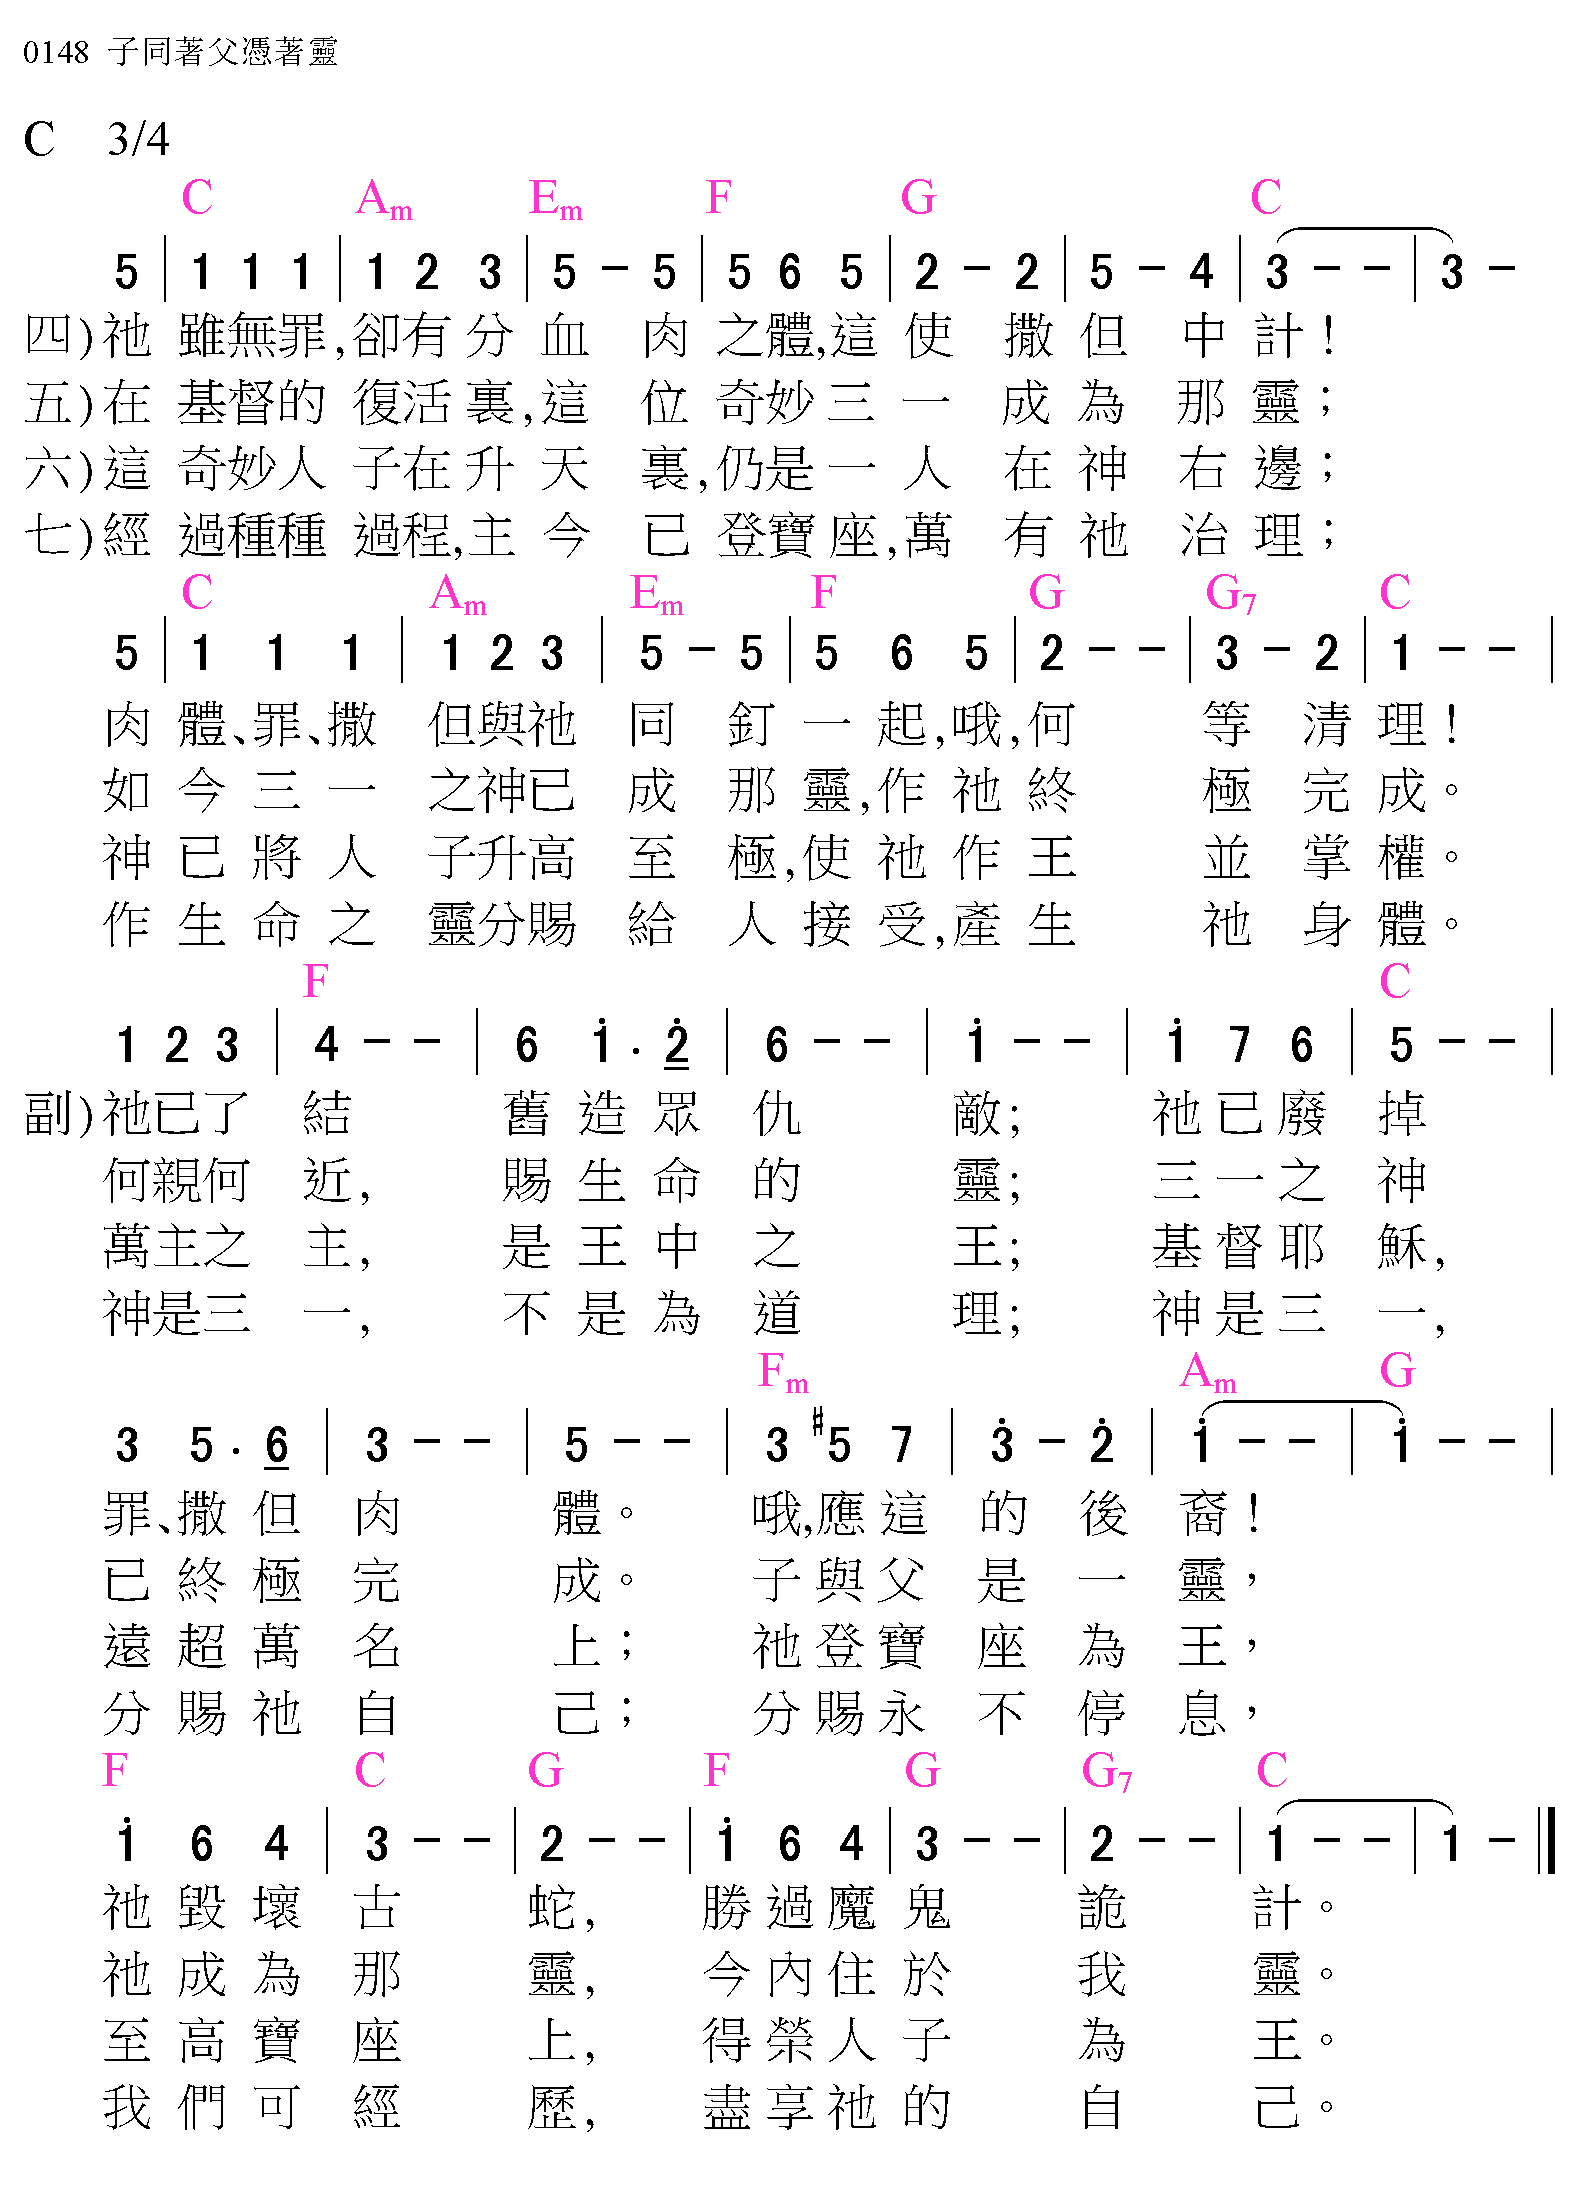 0148 子同著父憑著靈
C 3/4
C Am Em F G C
5 | 1 1 1 | 1 2 3 | 5 - 5 | 5 6 5 | 2 - 2 | 5 - 4 | 3 - - | 3 -
四)祂 雖無罪,卻有分 血 肉 之體,這 使 撒 但 中 計!
五)在 基督的 復活裏,這 位 奇妙三 一 成 為 那 靈;
六)這 奇妙人 子在升 天 裏,仍是一 人 在 神 右 邊;
七)經 過種種 過程,主 今 已 登寶座,萬 有 祂 治 理;
C Am Em F G G7 C
5 | 1 1 1 | 1 2 3 | 5 - 5 | 5 6 5 | 2 - - | 3 - 2 | 1 - - |
肉 體、罪、撒 但與祂 同 釘 一 起,哦,何 等 清 理!
如 今 三 一 之神已 成 那 靈,作 祂 終 極 完 成。
神 已 將 人 子升高 至 極,使 祂 作 王 並 掌 權。
作 生 命 之 靈分賜 給 人 接 受,產 生 祂 身 體。
F C
1 2 3 | 4 - - | 6 i . 2̲̇ | 6 - - | i - - | i 7 6 | 5 - - |
副)祂已了 結 舊 造 眾 仇 敵; 祂 已 廢 掉
何親何 近, 賜 生 命 的 靈; 三 一 之 神
萬主之 主, 是 王 中 之 王; 基 督 耶 穌,
神是三 一, 不 是 為 道 理; 神 是 三 一,
Fm Am G
3 5 . 6̲ | 3 - - | 5 - - | 3 #5 7 | 3̇ - 2̇ | i - - | i - - |
罪、撒 但 肉 體。 哦,應 這 的 後 裔!
已 終 極 完 成。 子 與 父 是 一 靈,
遠 超 萬 名 上; 祂 登 寶 座 為 王,
分 賜 祂 自 己; 分 賜 永 不 停 息,
F C G F G G7 C
i 6 4 | 3 - - | 2 - - | i 6 4 | 3 - - | 2 - - | 1 - - | 1 - ‖
祂 毀 壞 古 蛇, 勝 過 魔 鬼 詭 計。
祂 成 為 那 靈, 今 內 住 於 我 靈。
至 高 寶 座 上, 得 榮 人 子 為 王。
我 們 可 經 歷, 盡 享 祂 的 自 己。